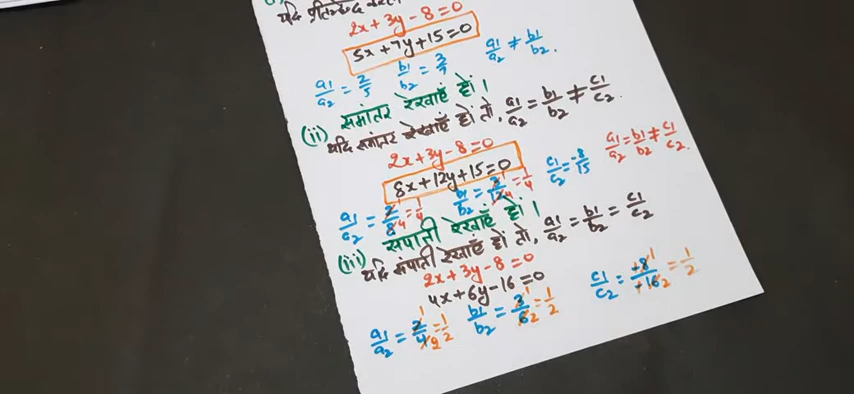 यदि
2x + 3y - 8 = 0
5x + 7y + 15 = 0
a1/a2 = 2/5 b1/b2 = 3/7 a1/a2 ≠ b1/b2.
(ii) समांतर रेखाएं हों।
यदि समांतर रेखाएँ हों तो, a1/a2 = b1/b2 ≠ c1/c2.
2x + 3y - 8 = 0
8x + 12y + 15 = 0
a1/a2 = 2/8 = 1/4 b1/b2 = 3/12 = 1/4 c1/c2 = -8/15 a1/a2 = b1/b2 ≠ c1/c2.
(iii) संपाती रेखाएँ हों।
यदि संपाती रेखाएं हों तो, a1/a2 = b1/b2 = c1/c2
2x + 3y - 8 = 0
4x + 6y - 16 = 0
a1/a2 = 2/4 = 1/2 b1/b2 = 3/6 = 1/2 c1/c2 = -8/-16 = 1/2